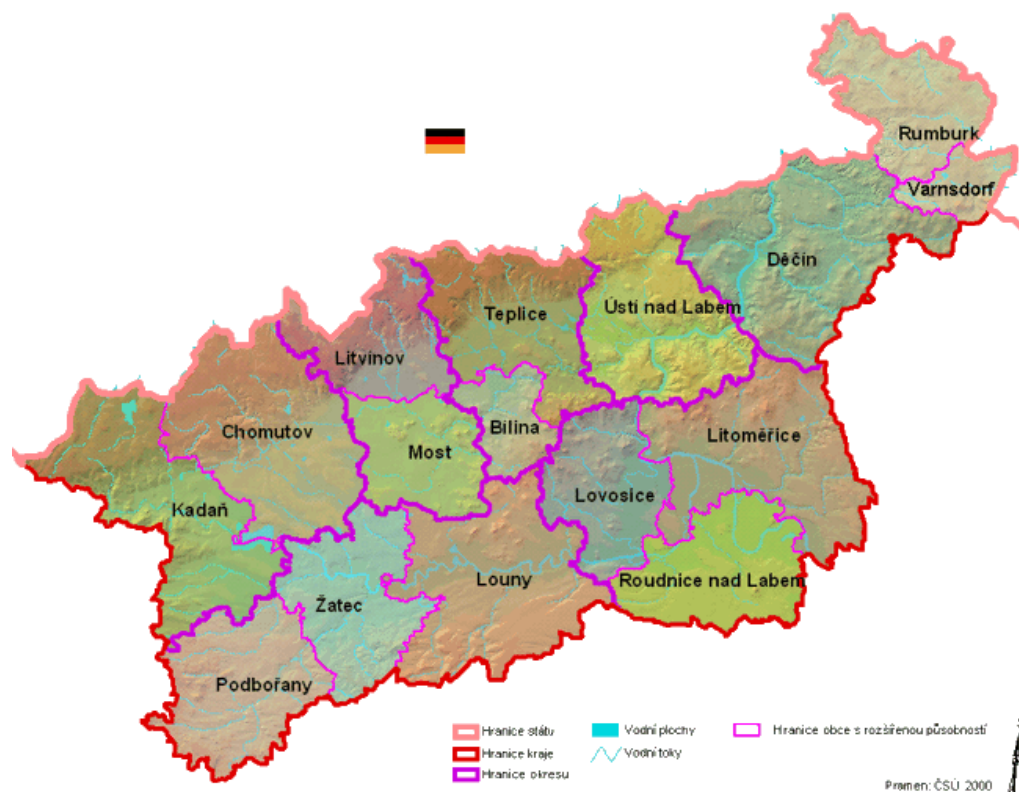 Rumburk
Varnsdorf
Děčín
Teplice
Ústí nad Labem
Litvínov
Bílina
Chomutov
Most
Litoměřice
Lovosice
Kadaň
Louny
Roudnice nad Labem
Žatec
Podbořany
Hranice státu
Vodní plochy
Hranice obce s rozšířenou působností
Hranice kraje
Vodní toky
Hranice okresu
Pramen: ČSÚ 2000